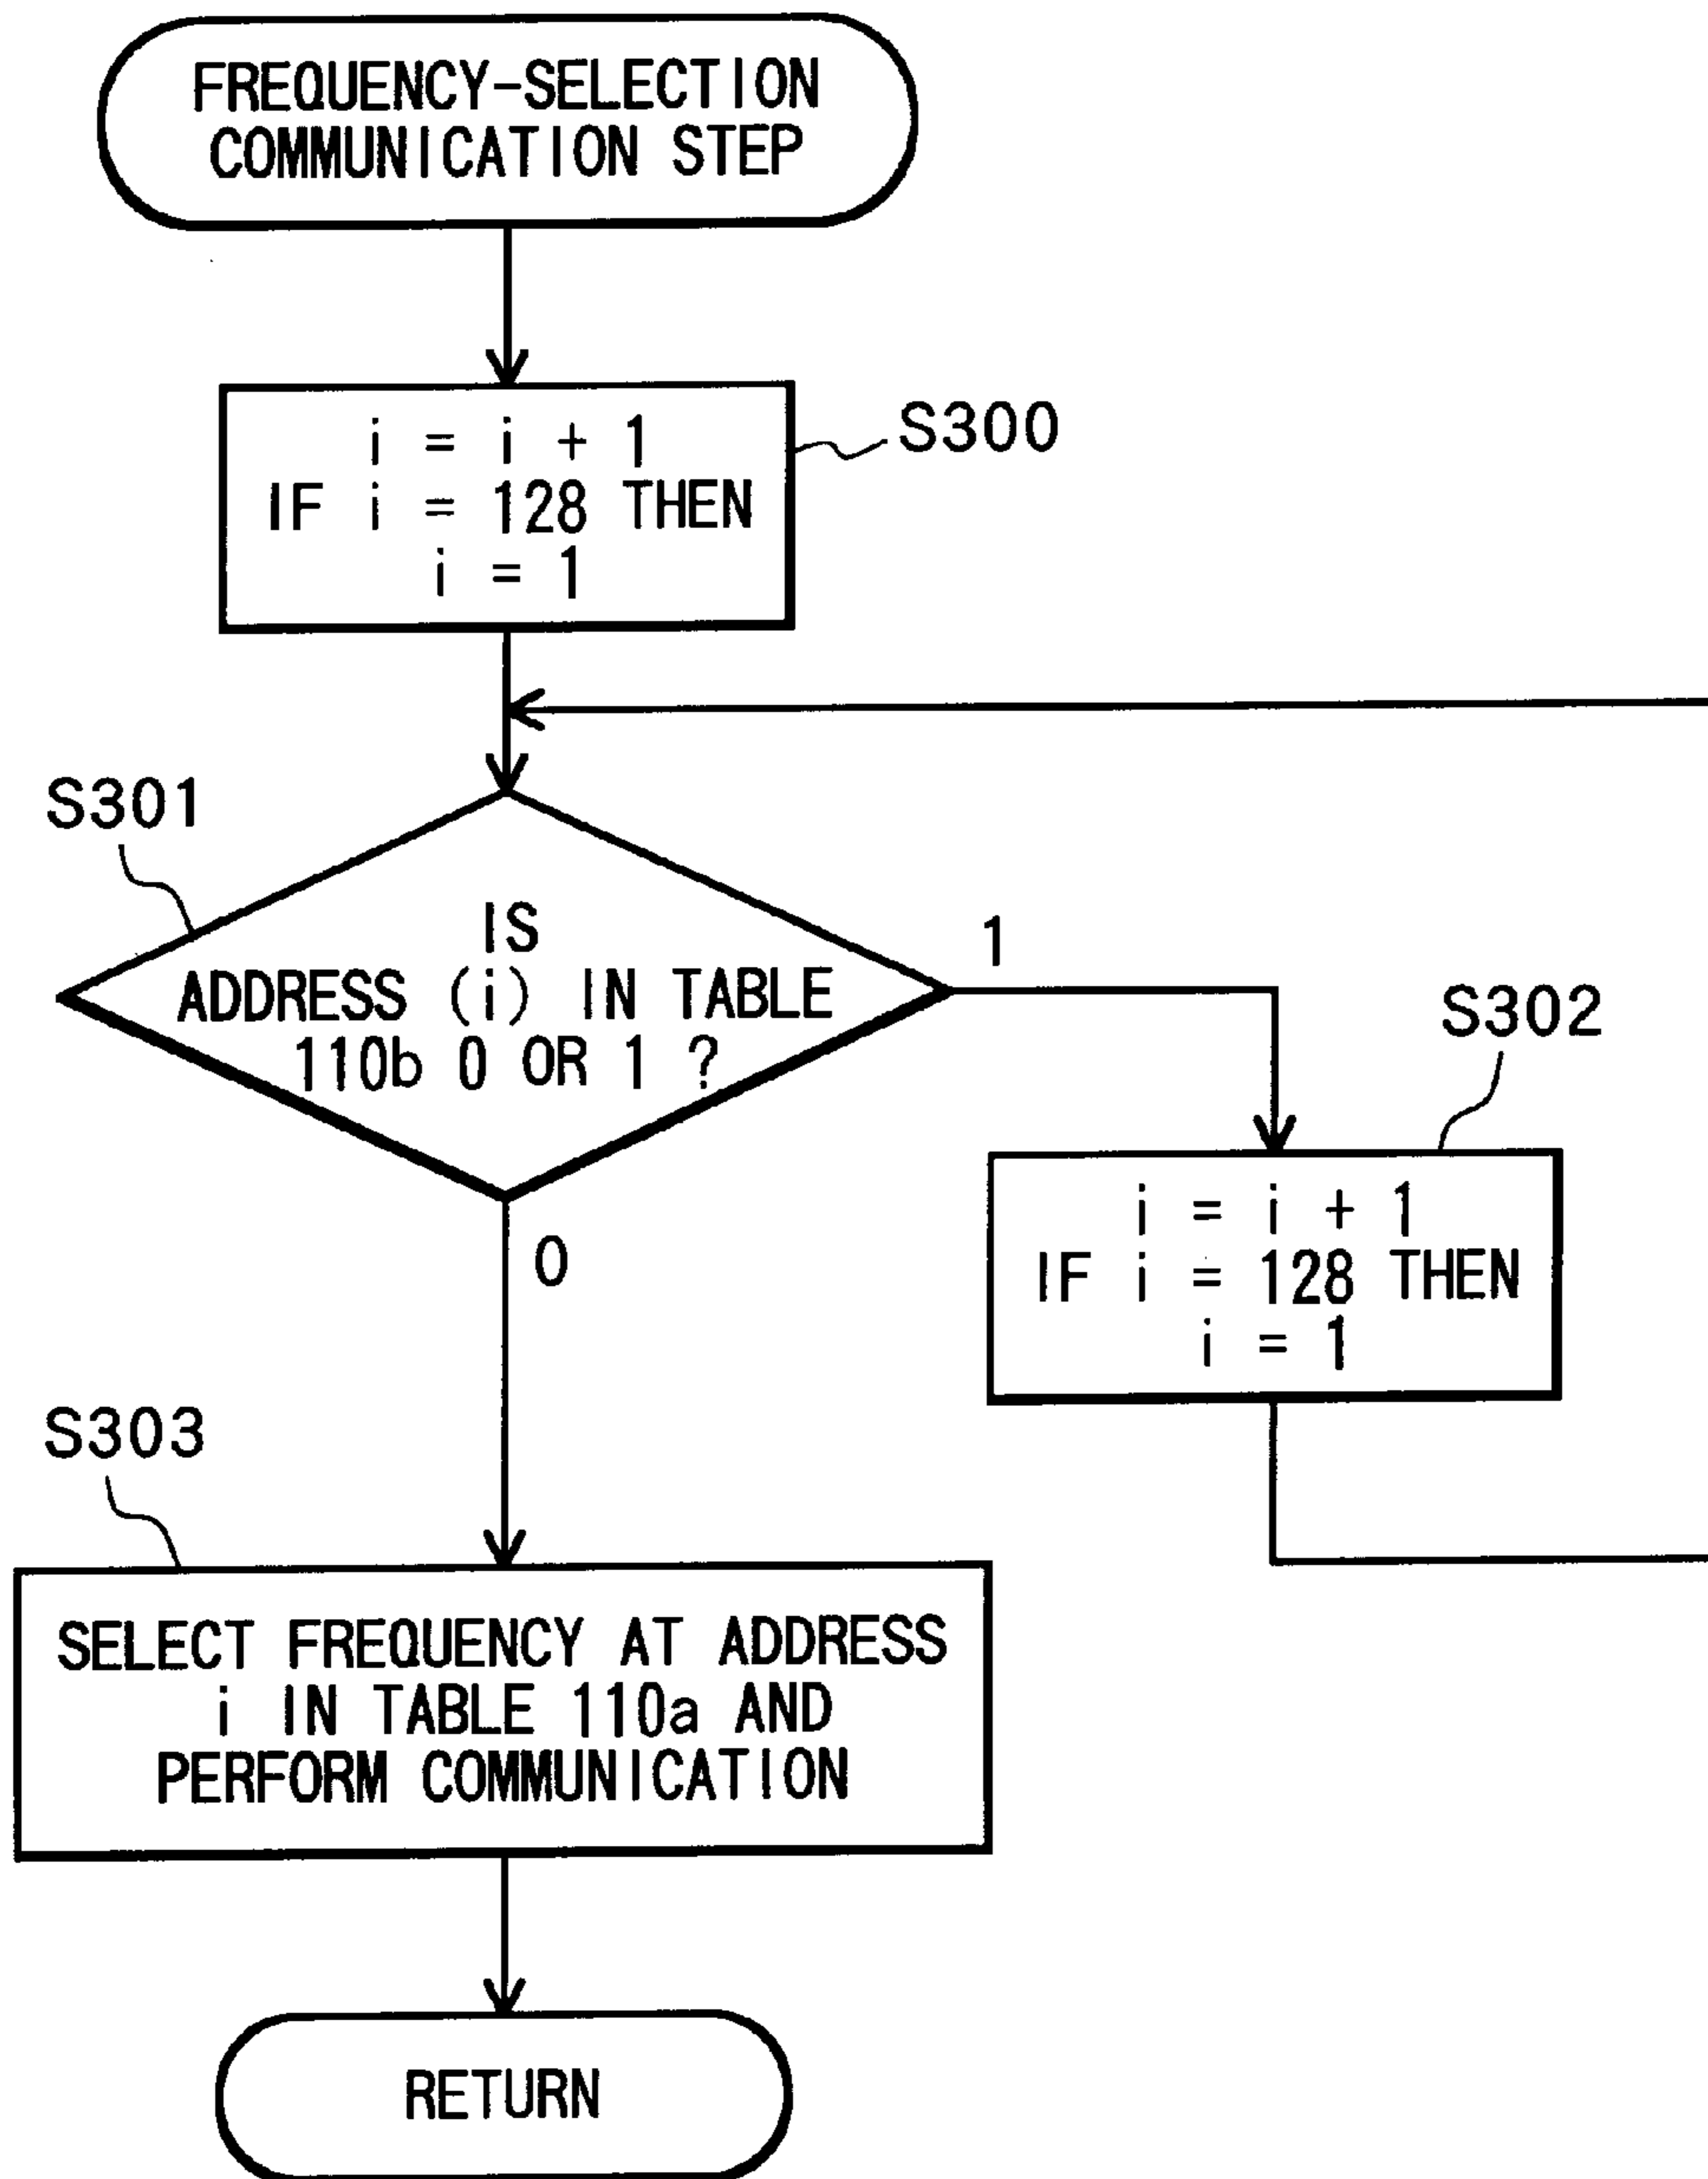 FREQUENCY-SELECTION
COMMUNICATION STEP
i = i + 1
IF i = 128 THEN
i = 1
S300
S301
IS
ADDRESS (i) IN TABLE
110b 0 OR 1 ?
1
0
S302
i = i + 1
IF i = 128 THEN
i = 1
S303
SELECT FREQUENCY AT ADDRESS
i IN TABLE 110a AND
PERFORM COMMUNICATION
RETURN